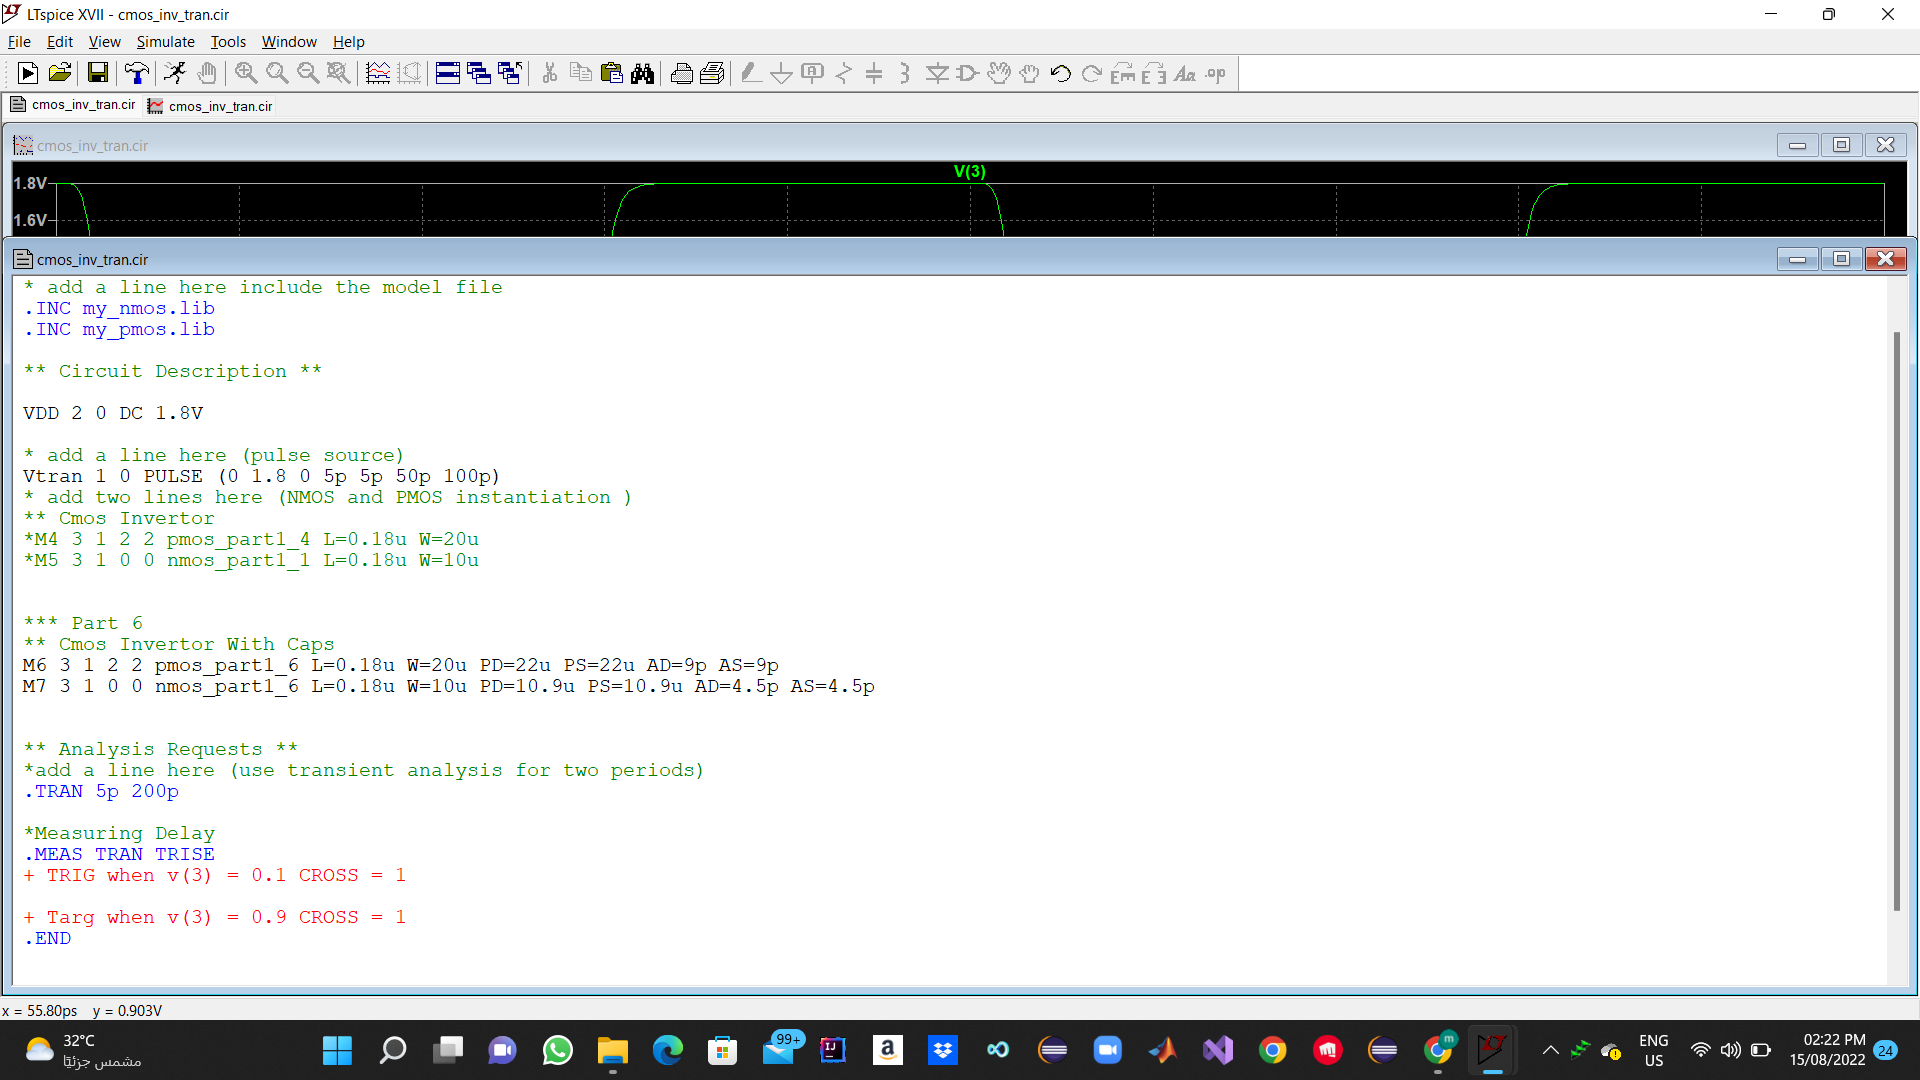 LTspice XVII - cmos_inv_tran.cir
File Edit View Simulate Tools Window Help
cmos_inv_tran.cir cmos_inv_tran.cir
cmos_inv_tran.cir
V(3)
1.8V
1.6V
cmos_inv_tran.cir
* add a line here include the model file
.INC my_nmos.lib
.INC my_pmos.lib
** Circuit Description **
VDD 2 0 DC 1.8V
* add a line here (pulse source)
Vtran 1 0 PULSE (0 1.8 0 5p 5p 50p 100p)
* add two lines here (NMOS and PMOS instantiation )
** Cmos Invertor
*M4 3 1 2 2 pmos_part1_4 L=0.18u W=20u
*M5 3 1 0 0 nmos_part1_1 L=0.18u W=10u
*** Part 6
** Cmos Invertor With Caps
M6 3 1 2 2 pmos_part1_6 L=0.18u W=20u PD=22u PS=22u AD=9p AS=9p
M7 3 1 0 0 nmos_part1_6 L=0.18u W=10u PD=10.9u PS=10.9u AD=4.5p AS=4.5p
** Analysis Requests **
*add a line here (use transient analysis for two periods)
.TRAN 5p 200p
*Measuring Delay
.MEAS TRAN TRISE
+ TRIG when v(3) = 0.1 CROSS = 1
+ Targ when v(3) = 0.9 CROSS = 1
.END
x = 55.80ps y = 0.903V
32°C
مشمس جزئيًا
99+
IJ
a
m
ENG
US
02:22 PM
15/08/2022
24